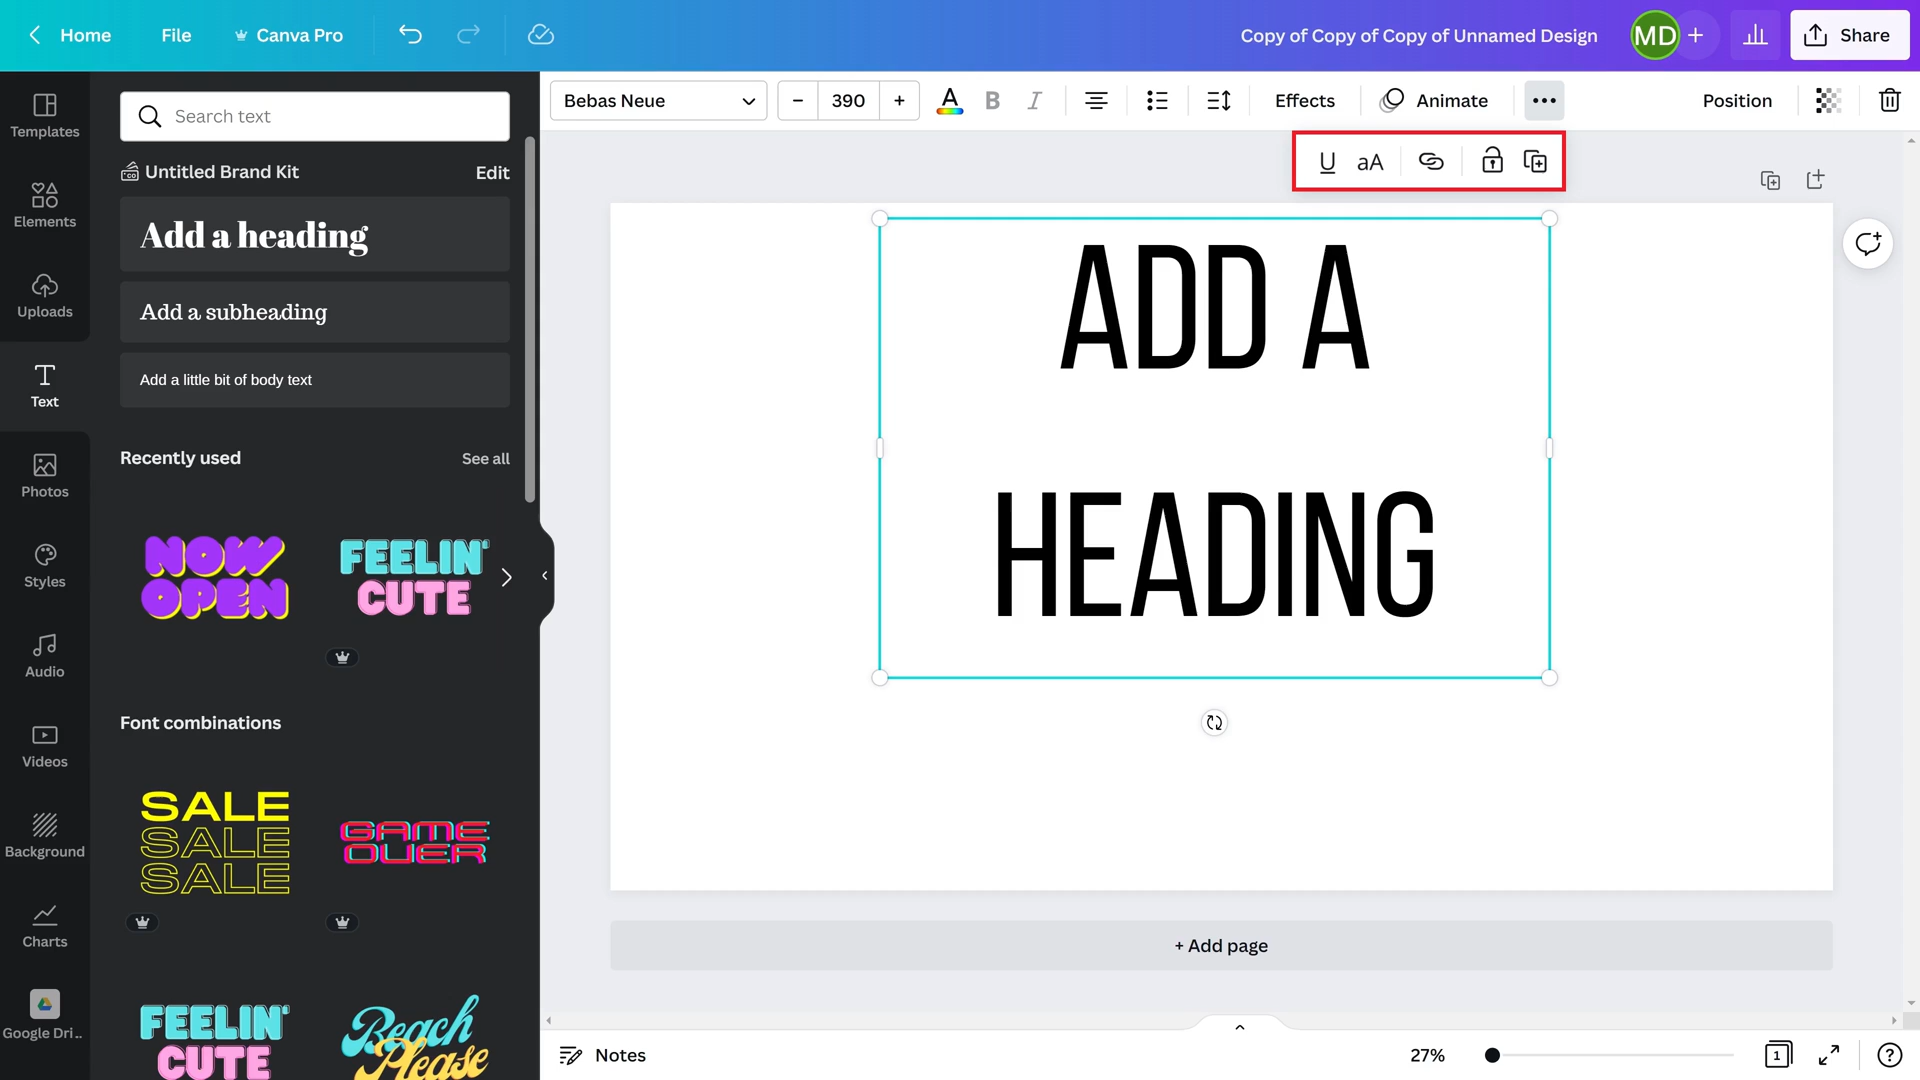 Home
File
Canva Pro
Copy of Copy of Copy of Unnamed Design
MD
+
Share
Templates
Elements
Uploads
Text
Photos
Styles
Audio
Videos
Background
Charts
Google Dri...
Search text
CO.
Untitled Brand Kit
Edit
Add a heading
Add a subheading
Add a little bit of body text
Recently used
See all
NOW
OPEN
FEELIN'
CUTE
Font combinations
SALE
SALE
SALE
GAME
OVER
FEELIN'
CUTE
Beach
Please
Bebas Neue
–
390
+
A
B
I
Effects
Animate
Position
U
aA
ADD A
HEADING
+ Add page
Notes
27%
1
?